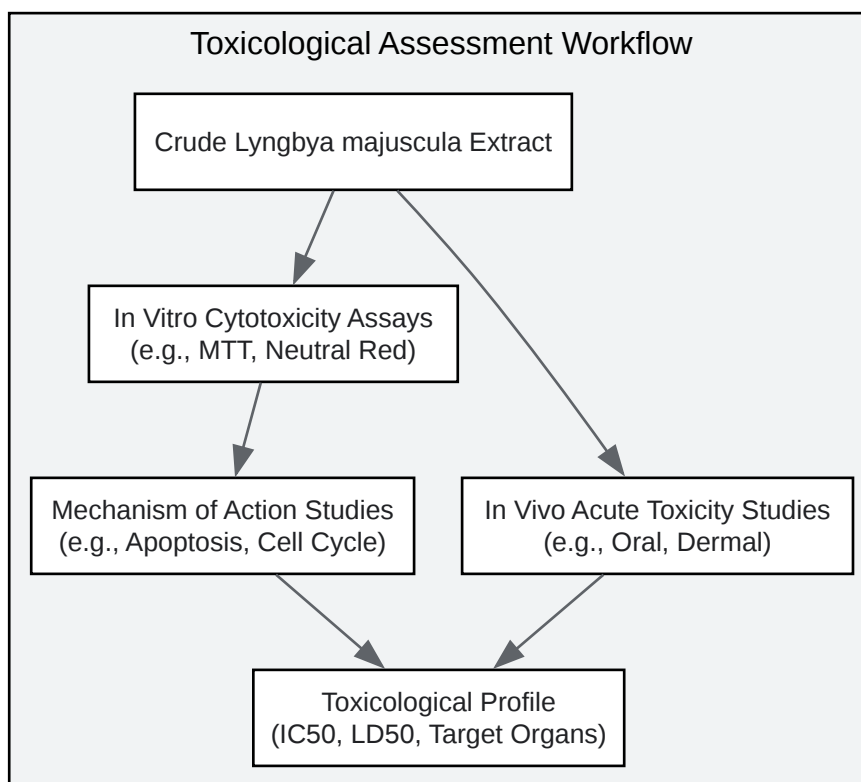 Toxicological Assessment Workflow
Crude Lyngbya majuscula Extract
In Vitro Cytotoxicity Assays
(e.g., MTT, Neutral Red)
Mechanism of Action Studies
(e.g., Apoptosis, Cell Cycle)
In Vivo Acute Toxicity Studies
(e.g., Oral, Dermal)
Toxicological Profile
(IC50, LD50, Target Organs)